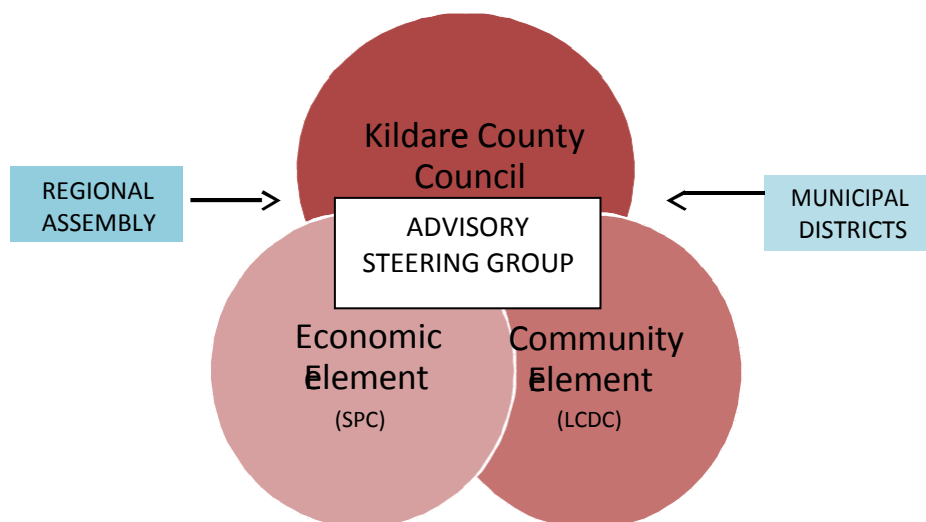 Kildare County
Council
REGIONAL
ASSEMBLY
MUNICIPAL
DISTRICTS
ADVISORY
STEERING GROUP
Economic
Element
(SPC)
Community
Element
(LCDC)